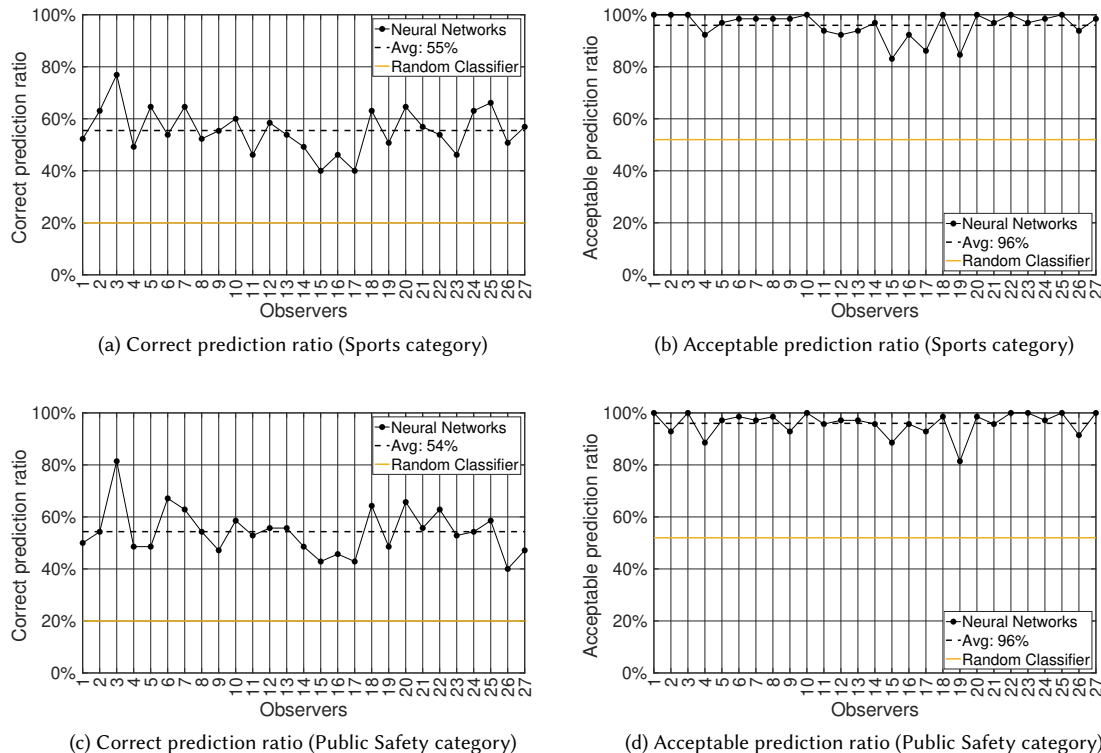 100%
80%
60%
40%
20%
0%
Correct prediction ratio
Neural Networks
Avg: 55%
Random Classifier
1 2 3 4 5 6 7 8 9 10 11 12 13 14 15 16 17 18 19 20 21 22 23 24 25 26 27
Observers
(a) Correct prediction ratio (Sports category)
100%
80%
60%
40%
20%
0%
Acceptable prediction ratio
Neural Networks
Avg: 96%
Random Classifier
1 2 3 4 5 6 7 8 9 10 11 12 13 14 15 16 17 18 19 20 21 22 23 24 25 26 27
Observers
(b) Acceptable prediction ratio (Sports category)
100%
80%
60%
40%
20%
0%
Correct prediction ratio
Neural Networks
Avg: 54%
Random Classifier
1 2 3 4 5 6 7 8 9 10 11 12 13 14 15 16 17 18 19 20 21 22 23 24 25 26 27
Observers
(c) Correct prediction ratio (Public Safety category)
100%
80%
60%
40%
20%
0%
Acceptable prediction ratio
Neural Networks
Avg: 96%
Random Classifier
1 2 3 4 5 6 7 8 9 10 11 12 13 14 15 16 17 18 19 20 21 22 23 24 25 26 27
Observers
(d) Acceptable prediction ratio (Public Safety category)